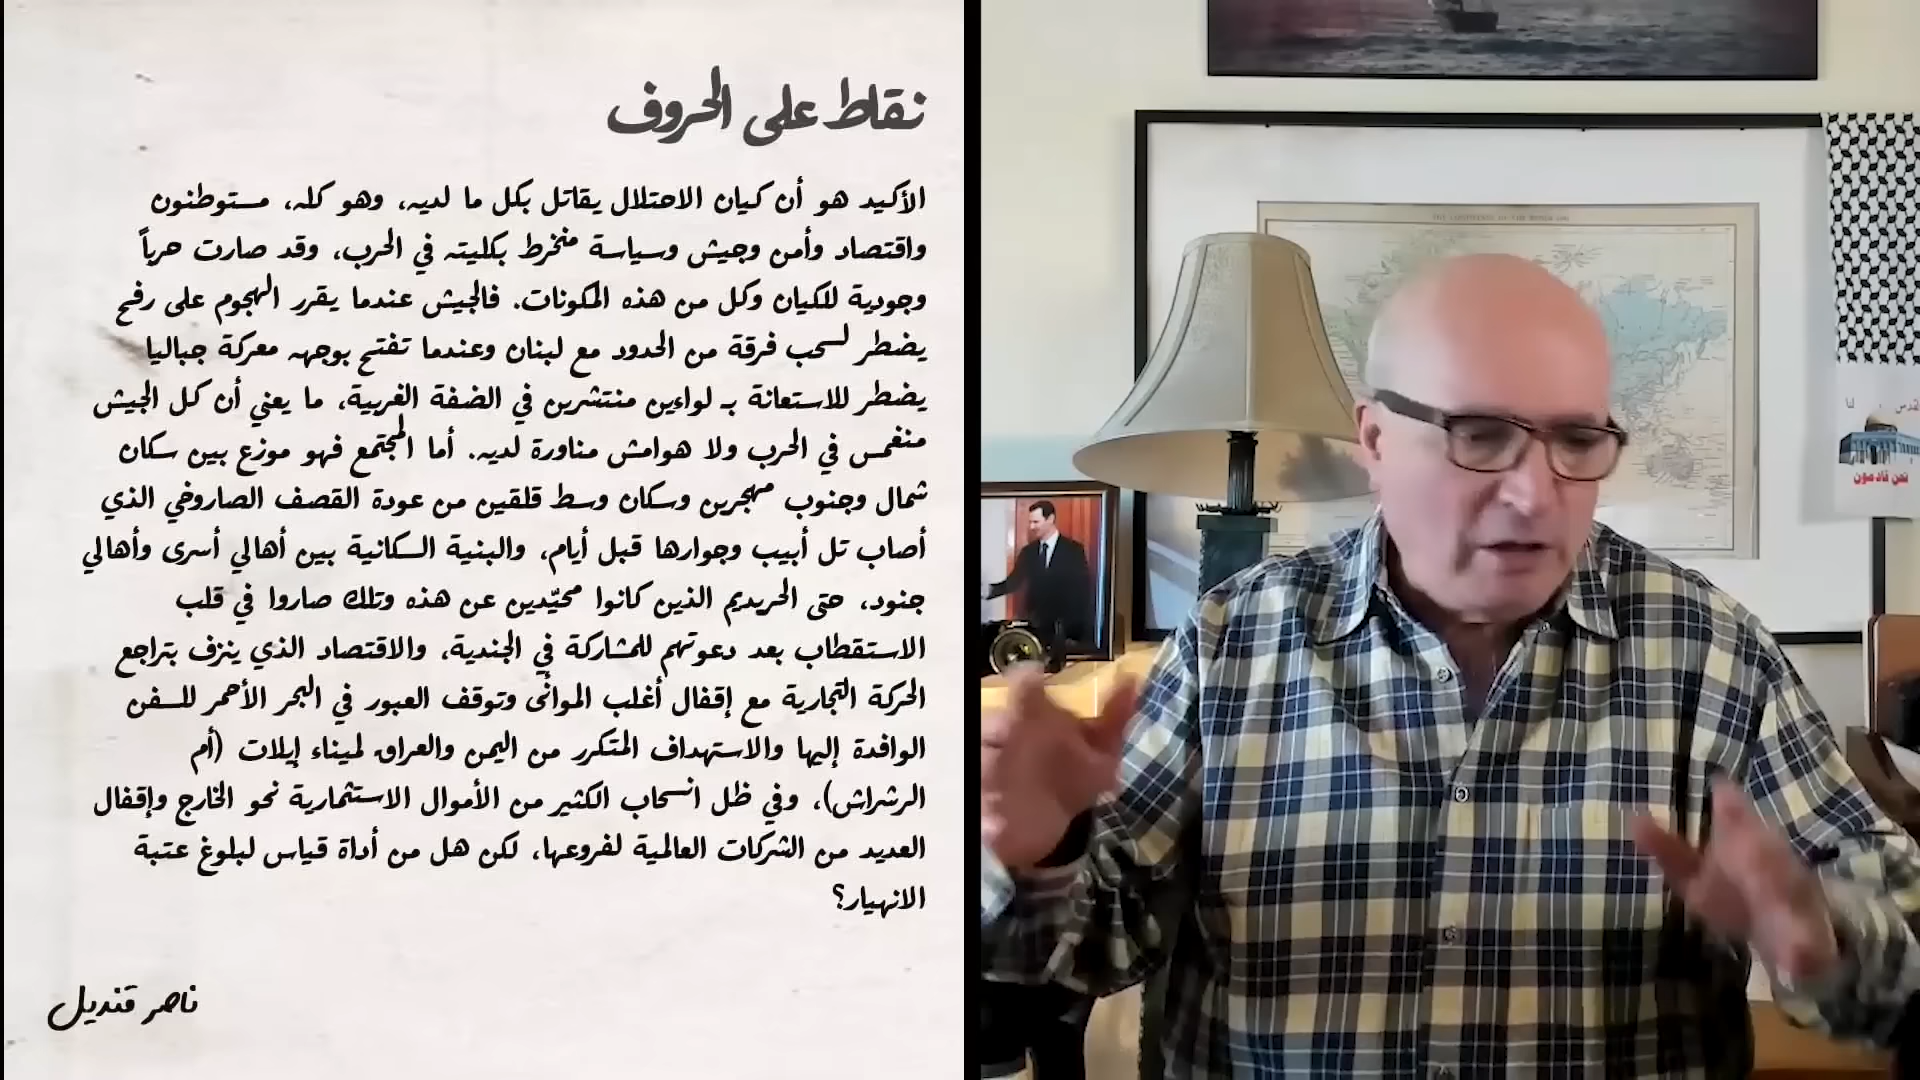 نقاط على الحروف
الأكيد هو أن كيان الاحتلال يقاتل بكل ما لديه، وهو كله، مستوطنون
واقتصاد وأمن وجيش وسياسة منخرط بكليته في الحرب، وقد صارت حرباً
وجودية للكيان وكل من هذه المكونات. فالجيش عندما يقرر الهجوم على رفح
يضطر لسحب فرقة من الحدود مع لبنان وعندما تفتح بوجهه معركة جباليا
يضطر للاستعانة بـ لواءين منتشرين في الضفة الغربية، ما يعني أن كل الجيش
منغمس في الحرب ولا هوامش مناورة لديه. أما المجتمع فهو موزع بين سكان
شمال وجنوب مهجرين وسكان وسط قلقين من عودة القصف الصاروخي الذي
أصاب تل أبيب وجوارها قبل أيام، والبنية السكانية بين أهالي أسرى وأهالي
جنود، حتى الحريديم الذين كانوا محيّدين عن هذه وتلك صاروا في قلب
الاستقطاب بعد دعوتهم للمشاركة في الجندية، والاقتصاد الذي ينزف بتراجع
الحركة التجارية مع إقفال أغلب الموانئ وتوقف العبور في البحر الأحمر للسفن
الوافدة إليها والاستهداف المتكرر من اليمن والعراق لميناء إيلات (أم
الرشراش)، وفي ظل انسحاب الكثير من الأموال الاستثمارية نحو الخارج وإقفال
العديد من الشركات العالمية لفروعها، لكن هل من أداة قياس لبلوغ عتبة
الانهيار؟
ناصر قنديل
لنا
نحن قادمون